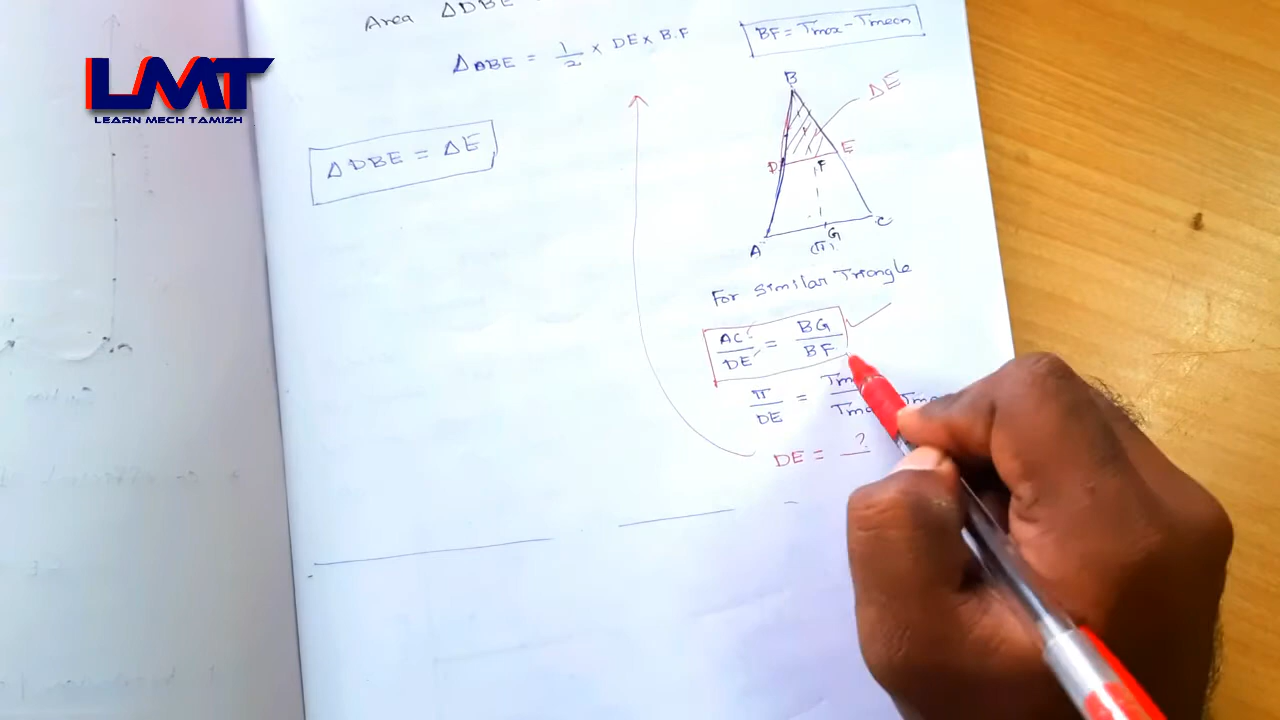 LMT
LEARN MECH TAMIZH
Area ΔDBE =
ΔDBE = 1/2 × DE × B.F
BF = Tmax - Tmean
ΔDBE = ΔE
B
ΔE
D
F
E
A
G
C
(π)
For Similar Triangle
AC/DE = BG/BF
π/DE =
DE = ?